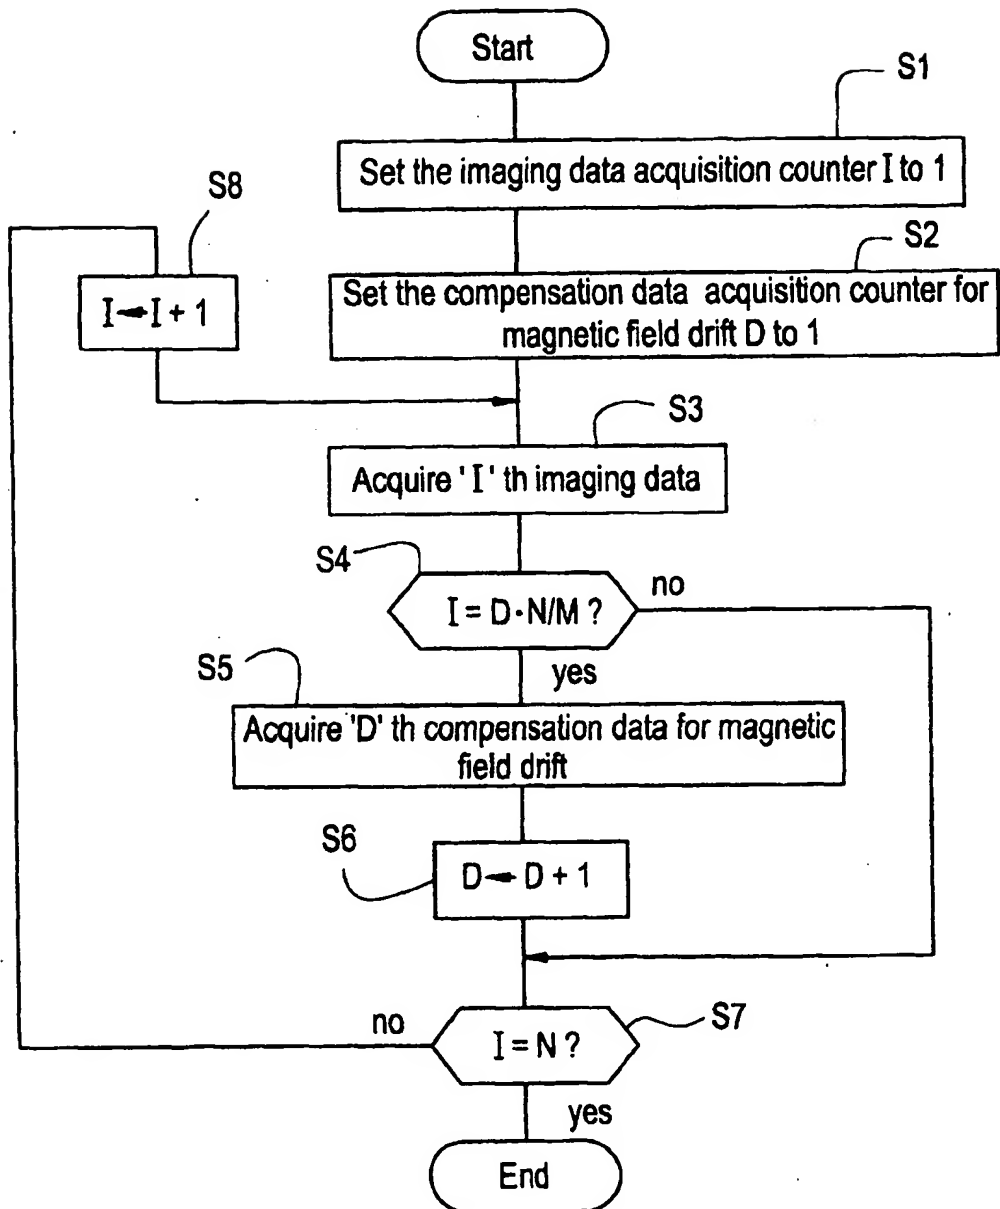 Start
S1
Set the imaging data acquisition counter I to 1
S8
S2
I← I + 1
Set the compensation data acquisition counter for
magnetic field drift D to 1
S3
Acquire ' I ' th imaging data
S4
I = D·N/M ?
no
yes
S5
Acquire 'D' th compensation data for magnetic
field drift
S6
D← D + 1
S7
no
I = N ?
yes
End